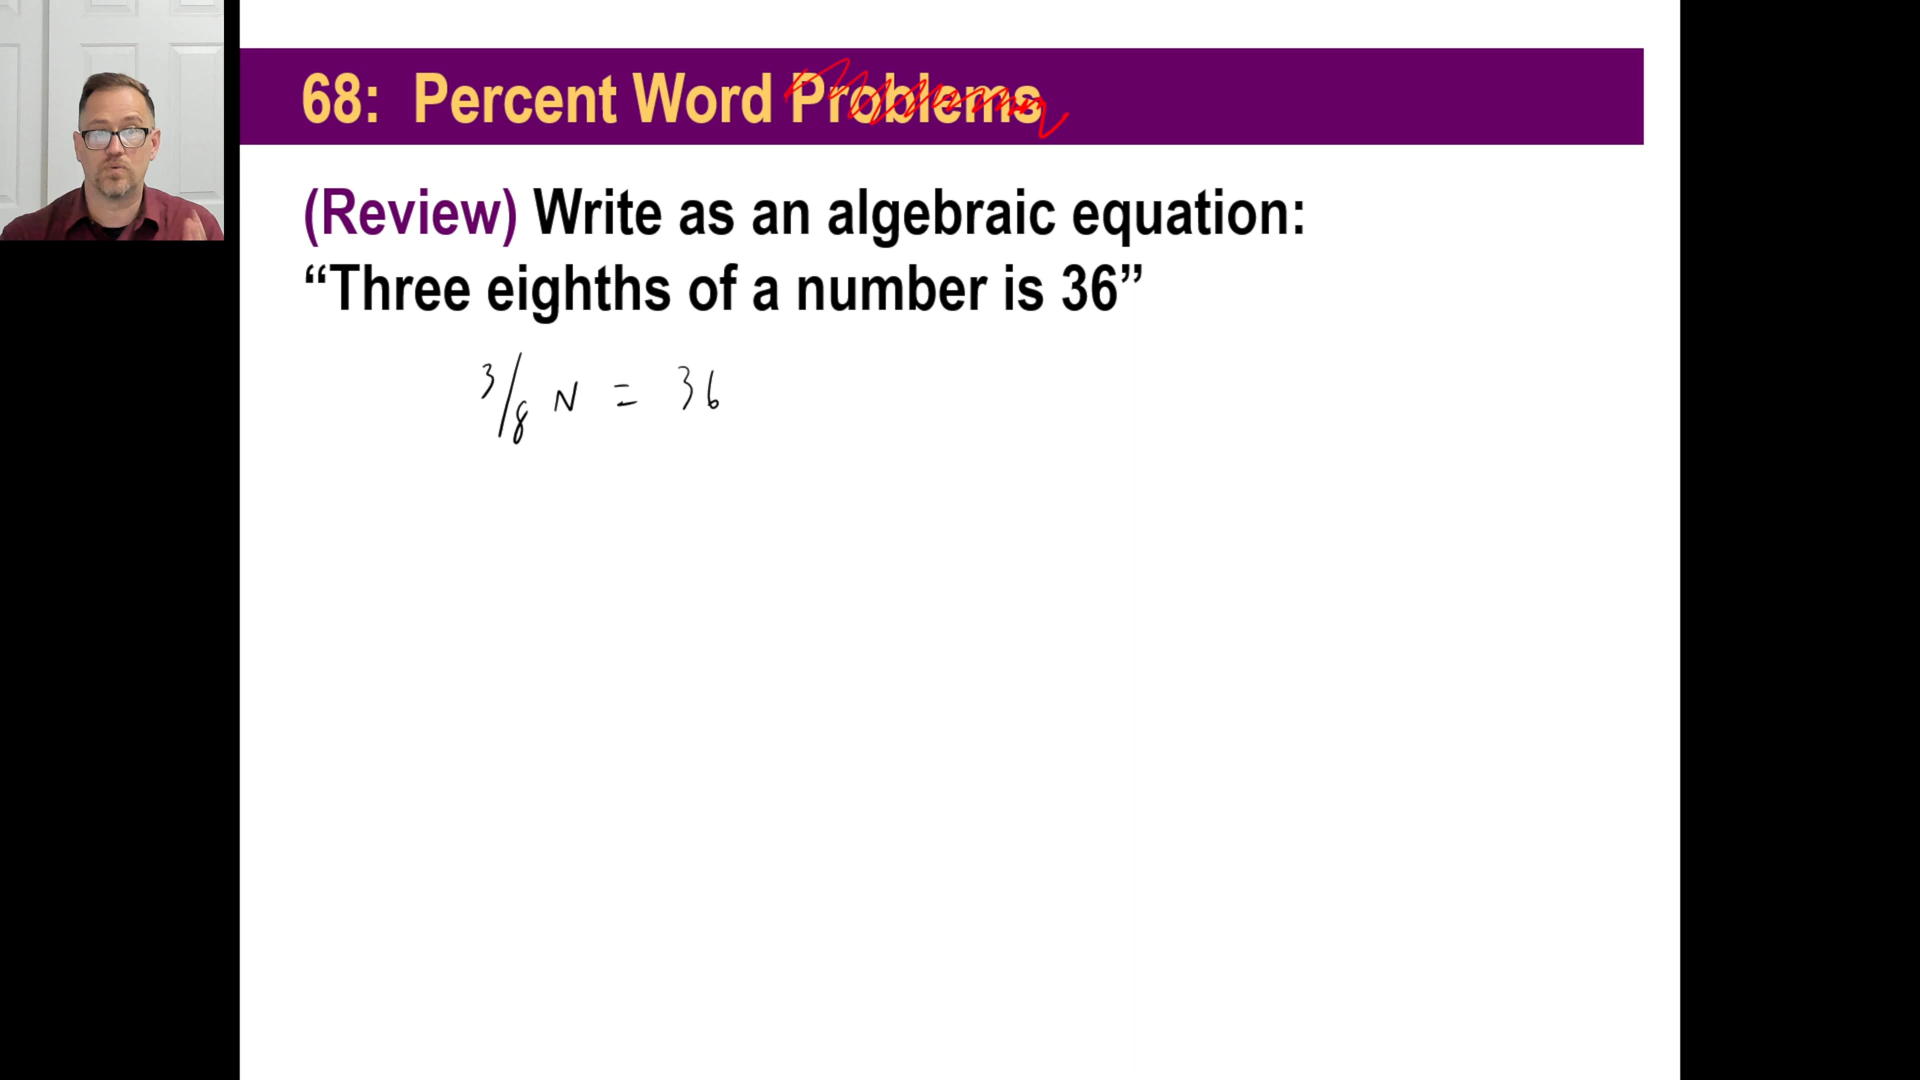 68: Percent Word Problems
(Review) Write as an algebraic equation:
“Three eighths of a number is 36”
3/8 N = 36